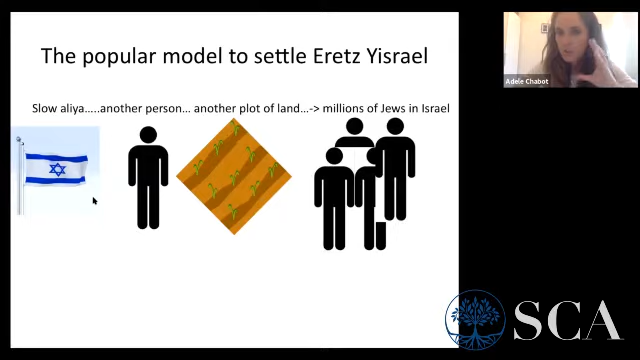 The popular model to settle Eretz Yisrael
Adele Chabot
Slow aliya.....another person... another plot of land...-> millions of Jews in Israel
SCA